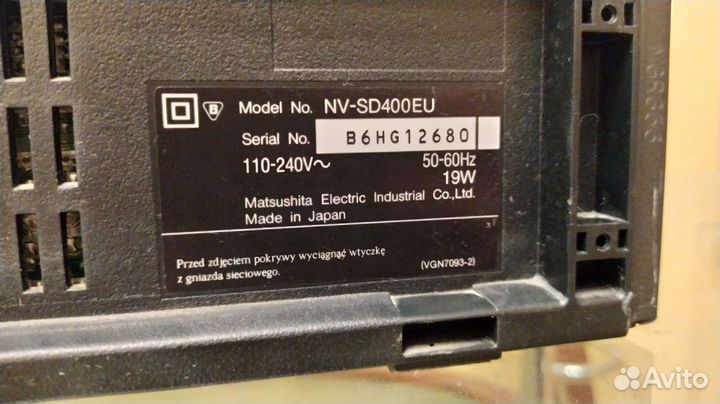 B
Model No. NV-SD400EU
Serial No. B6HG12680
110-240V~ 50-60Hz
19W
Matsushita Electric Industrial Co.,Ltd.
Made in Japan
Przed zdjęciem pokrywy wyciągnąć wtyczkę
z gniazda sieciowego.
(VGN7093-2)
Avito